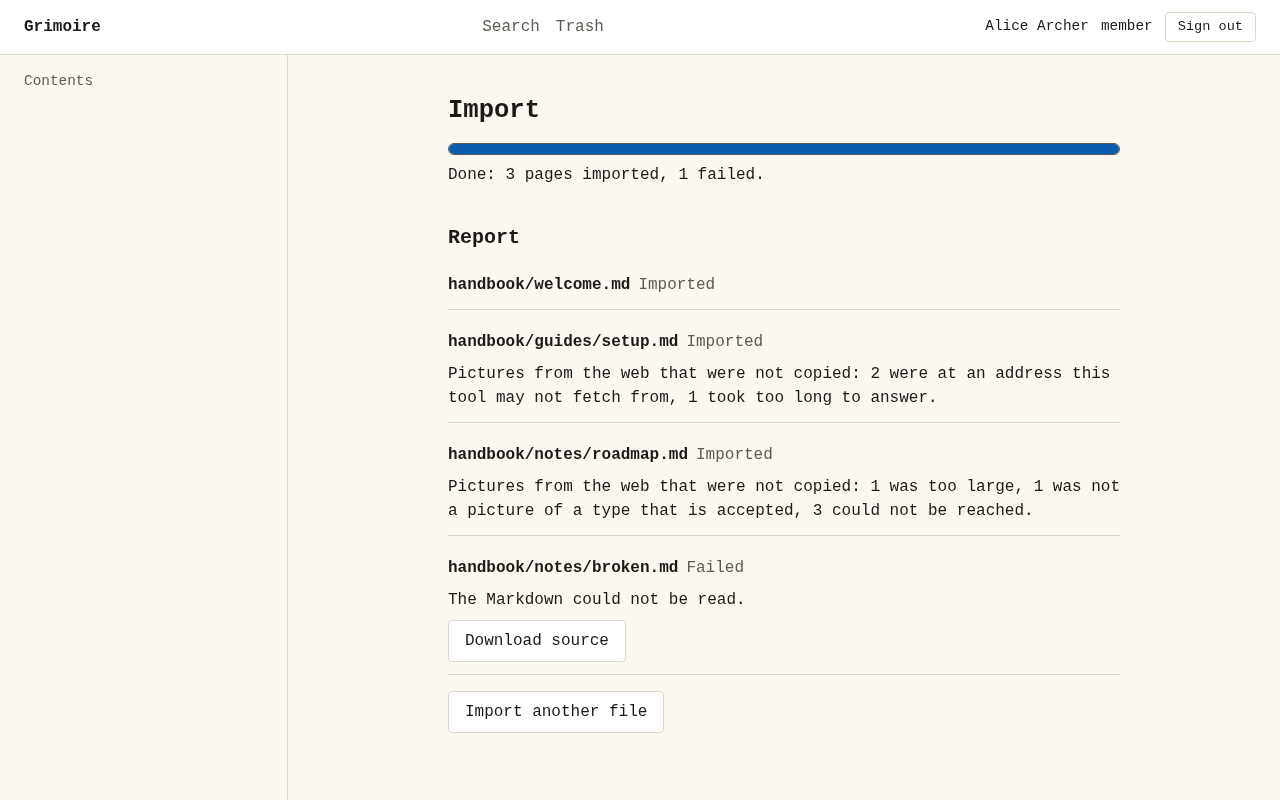 Grimoire
Search Trash
Alice Archer member Sign out
Contents
Import
Done: 3 pages imported, 1 failed.
Report
handbook/welcome.md Imported
handbook/guides/setup.md Imported
Pictures from the web that were not copied: 2 were at an address this
tool may not fetch from, 1 took too long to answer.
handbook/notes/roadmap.md Imported
Pictures from the web that were not copied: 1 was too large, 1 was not
a picture of a type that is accepted, 3 could not be reached.
handbook/notes/broken.md Failed
The Markdown could not be read.
Download source
Import another file